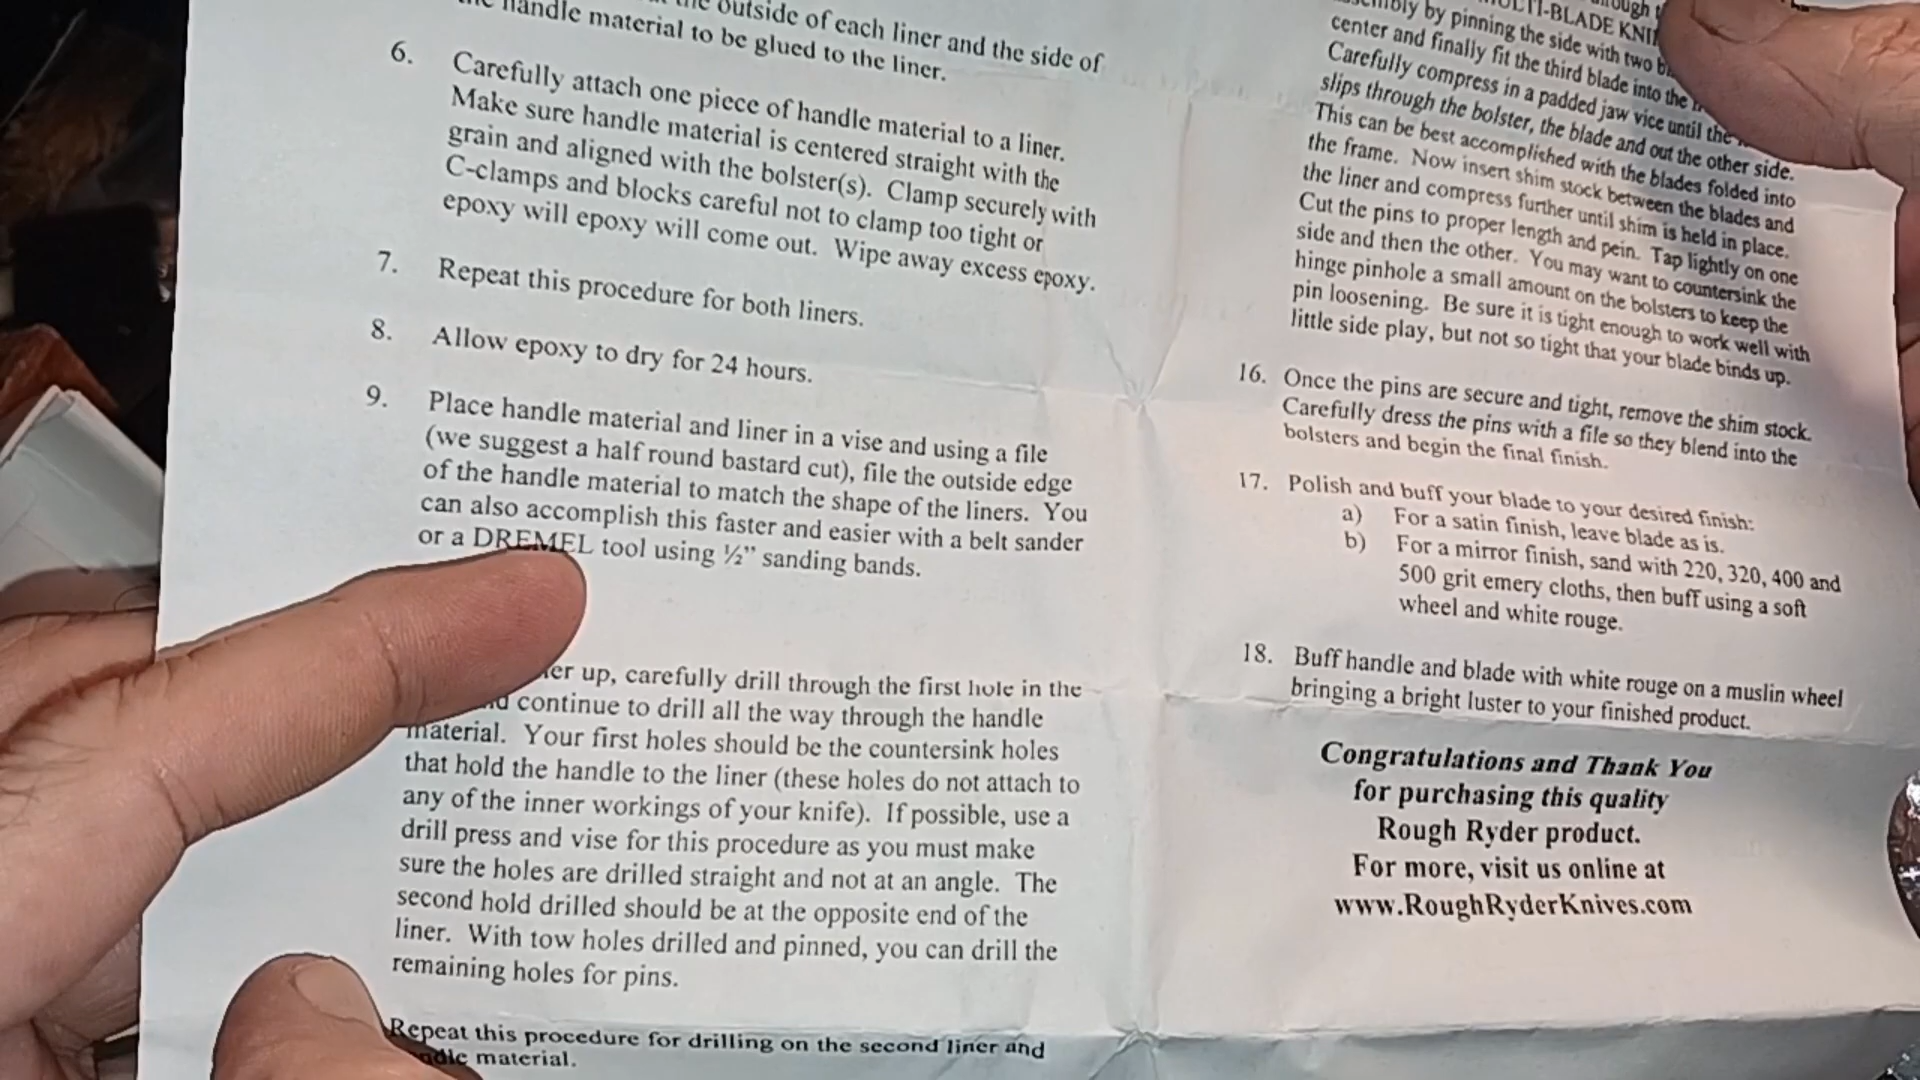 outside of each liner and the side of
handle material to be glued to the liner.
6. Carefully attach one piece of handle material to a liner.
Make sure handle material is centered straight with the
grain and aligned with the bolster(s). Clamp securely with
C-clamps and blocks careful not to clamp too tight or
epoxy will epoxy will come out. Wipe away excess epoxy.
7. Repeat this procedure for both liners.
8. Allow epoxy to dry for 24 hours.
9. Place handle material and liner in a vise and using a file
(we suggest a half round bastard cut), file the outside edge
of the handle material to match the shape of the liners. You
can also accomplish this faster and easier with a belt sander
or a DREMEL tool using ½” sanding bands.
up, carefully drill through the first hole in the
continue to drill all the way through the handle
material. Your first holes should be the countersink holes
that hold the handle to the liner (these holes do not attach to
any of the inner workings of your knife). If possible, use a
drill press and vise for this procedure as you must make
sure the holes are drilled straight and not at an angle. The
second hold drilled should be at the opposite end of the
liner. With tow holes drilled and pinned, you can drill the
remaining holes for pins.
Repeat this procedure for drilling on the second liner and
material.
by pinning the side with two
center and finally fit the third blade into the
Carefully compress in a padded jaw vice until the
slips through the bolster, the blade and out the other side.
This can be best accomplished with the blades folded into
the frame. Now insert shim stock between the blades and
the liner and compress further until shim is held in place.
Cut the pins to proper length and pein. Tap lightly on one
side and then the other. You may want to countersink the
hinge pinhole a small amount on the bolsters to keep the
pin loosening. Be sure it is tight enough to work well with
little side play, but not so tight that your blade binds up.
16. Once the pins are secure and tight, remove the shim stock.
Carefully dress the pins with a file so they blend into the
bolsters and begin the final finish.
17. Polish and buff your blade to your desired finish:
a) For a satin finish, leave blade as is.
b) For a mirror finish, sand with 220, 320, 400 and
500 grit emery cloths, then buff using a soft
wheel and white rouge.
18. Buff handle and blade with white rouge on a muslin wheel
bringing a bright luster to your finished product.
Congratulations and Thank You
for purchasing this quality
Rough Ryder product.
For more, visit us online at
www.RoughRyderKnives.com